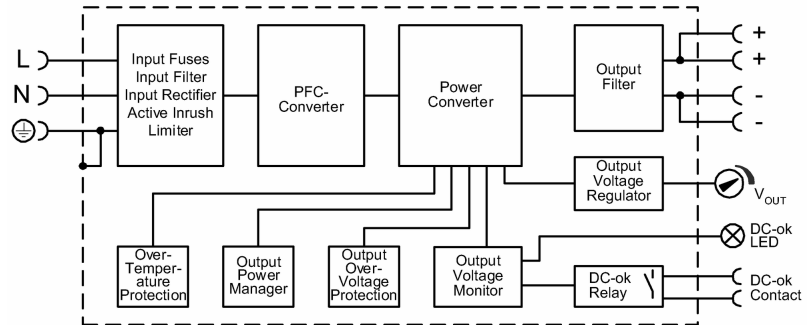 L
N
Input Fuses
Input Filter
Input Rectifier
Active Inrush
Limiter
PFC-
Converter
Power
Converter
Output
Filter
+
+
-
-
Output
Voltage
Regulator
VOUT
Over-
Temper-
ature
Protection
Output
Power
Manager
Output
Over-
Voltage
Protection
Output
Voltage
Monitor
DC-ok
Relay
DC-ok
LED
DC-ok
Contact